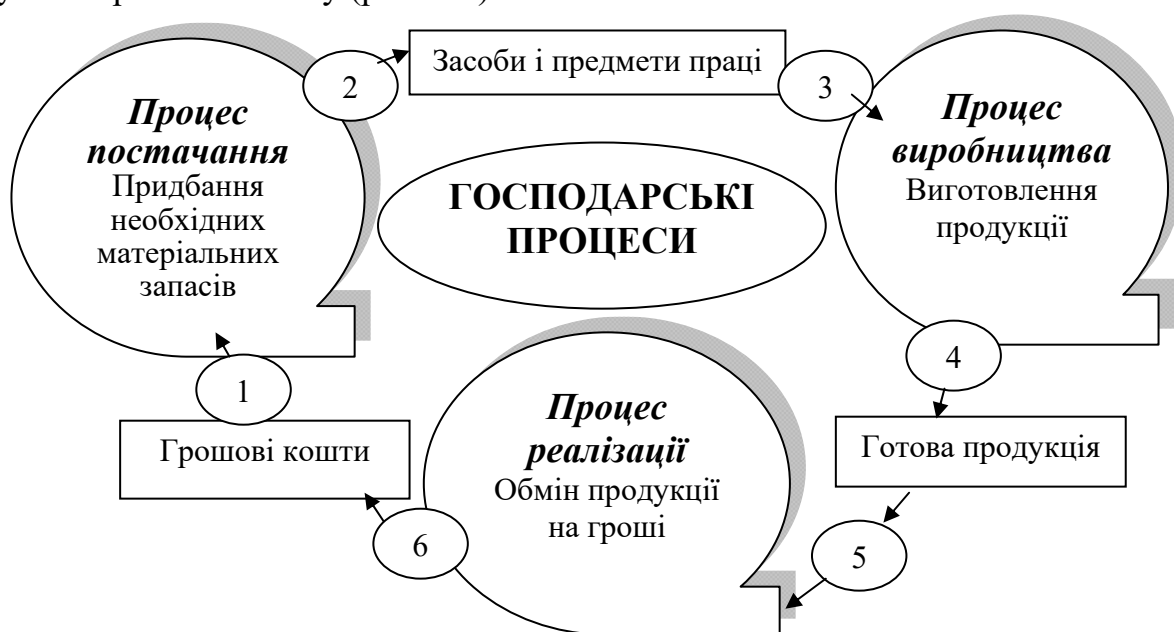 2
Засоби і предмети праці
3
Процес
постачання
Придбання
необхідних
матеріальних
запасів
ГОСПОДАРСЬКІ
ПРОЦЕСИ
Процес
виробництва
Виготовлення
продукції
1
Грошові кошти
Процес
реалізації
Обмін продукції
на гроші
4
Готова продукція
6
5